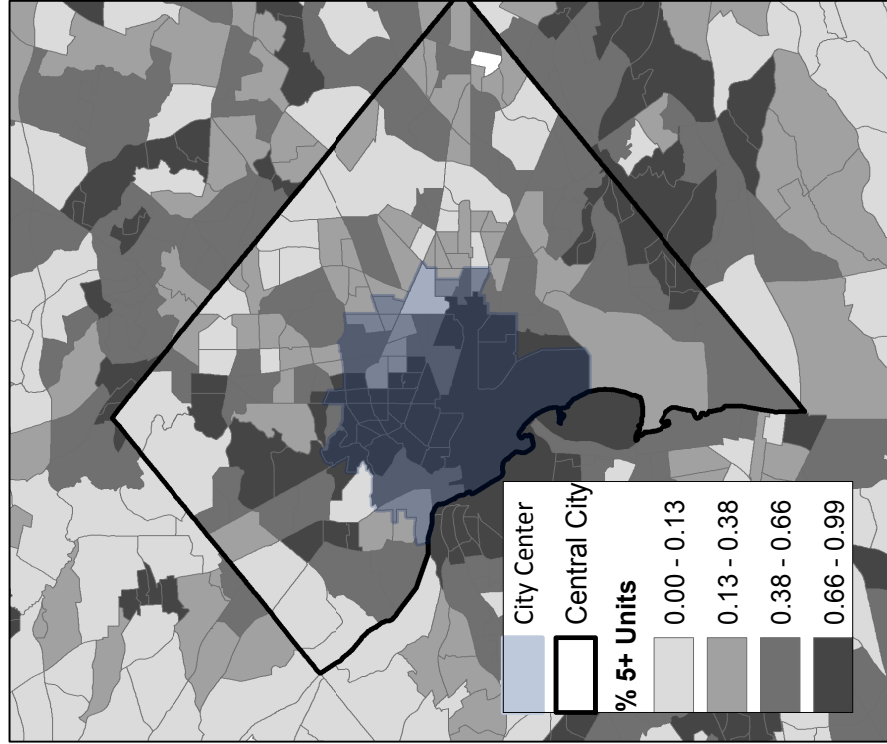 City Center
Central City
% 5+ Units
0.00 - 0.13
0.13 - 0.38
0.38 - 0.66
0.66 - 0.99